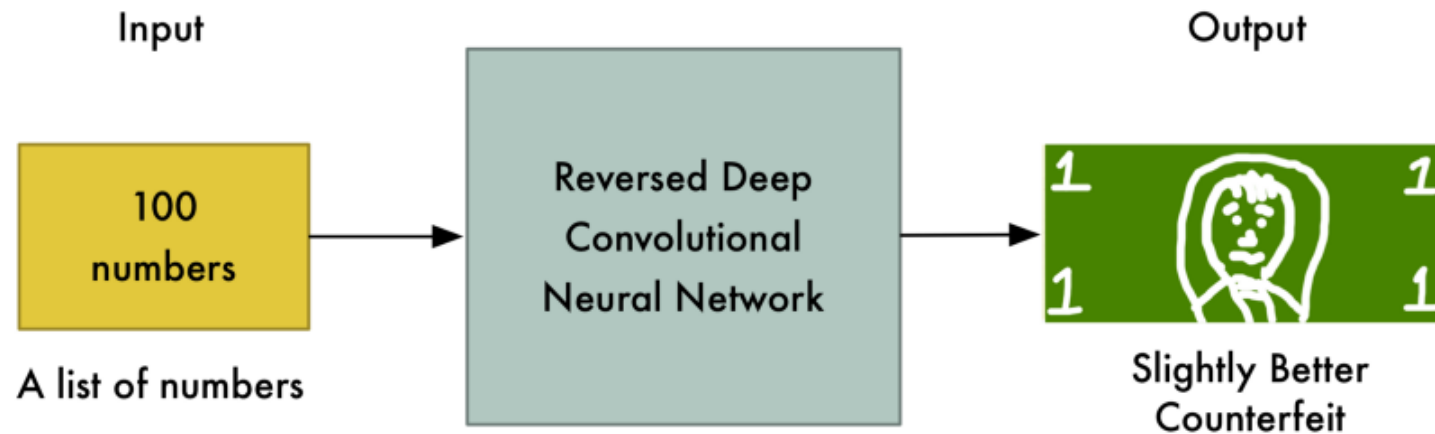 Input
Output
100
numbers
Reversed Deep
Convolutional
Neural Network
1 1
1 1
A list of numbers
Slightly Better
Counterfeit